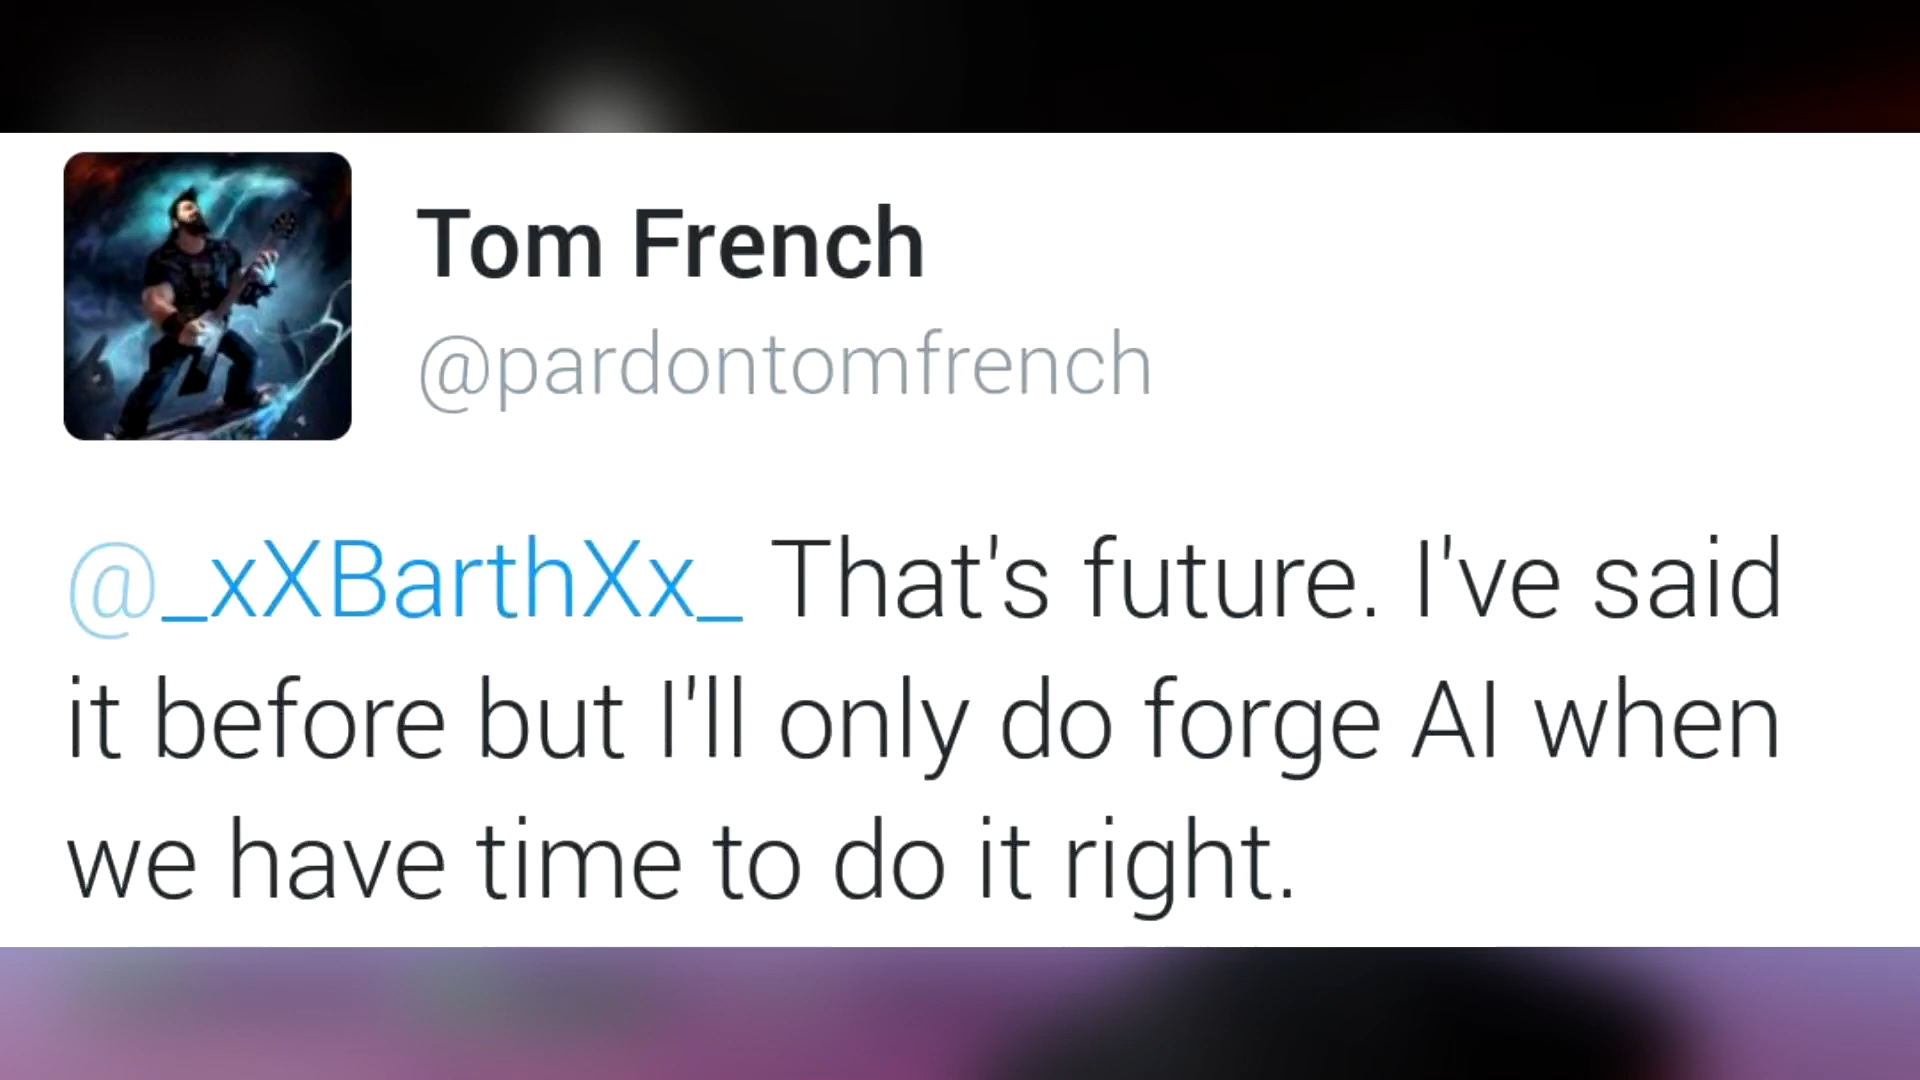 Tom French
@pardontomfrench
@_xXBarthXx_ That's future. I've said
it before but I'll only do forge AI when
we have time to do it right.